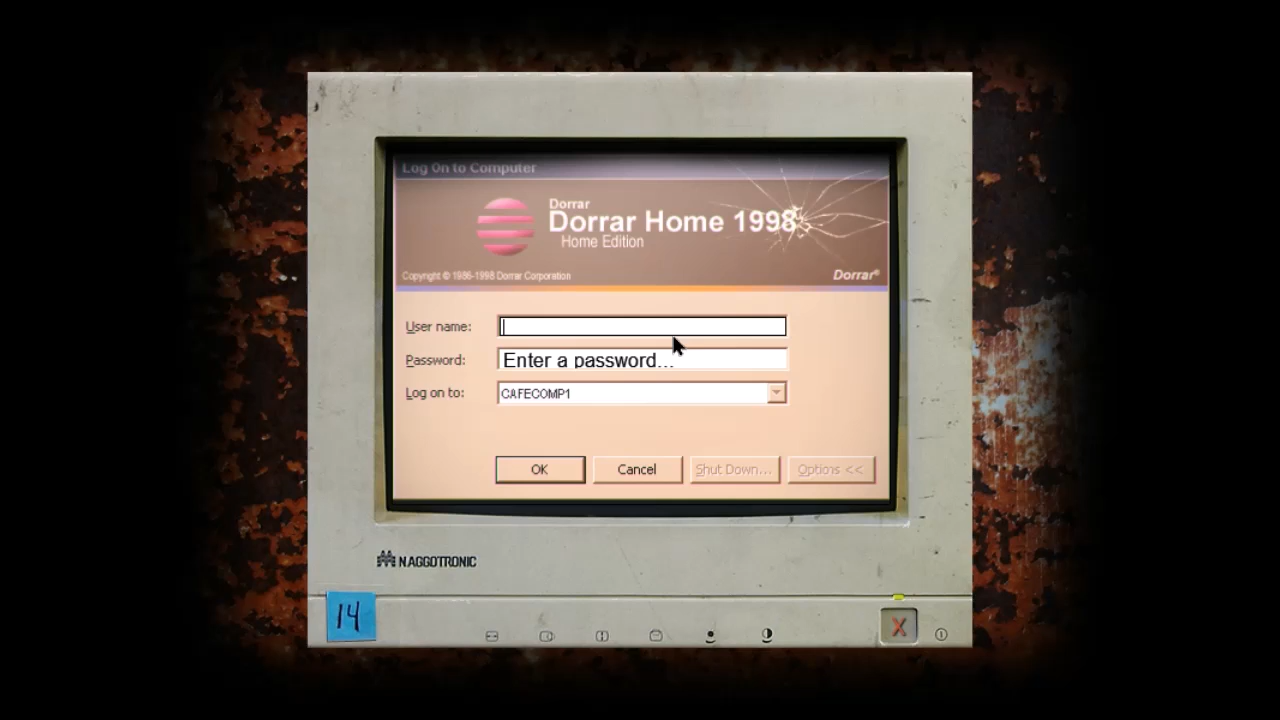 Log On to Computer
Dorrar
Dorrar Home 1998
Home Edition
Copyright © 1986-1998 Dorrar Corporation
Dorrar®
User name:
Password: Enter a password...
Log on to: CAFECOMP1
OK Cancel Shut Down... Options <<
NAGGOTRONIC
14
X